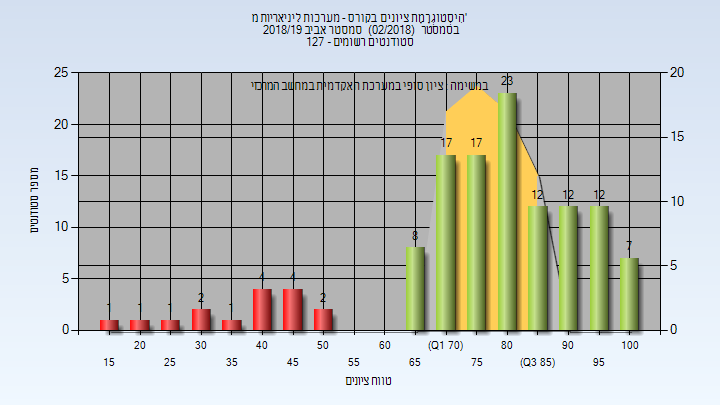 היסטוגרמת ציונים בקורס - מערכות ליניאריות מ'
בסמסטר (02/2018) סמסטר אביב 2018/19
סטודנטים רשומים - 127
במשימה ציון סופי במערכת האקדמית במחשב המרכזי
25 20 15 10 5 0
20 15 10 5 0
מספר סטודנטים
1 1 1 2 1 4 4 2 8 17 17 23 12 12 12 7
20 30 40 50 60 (Q1 70) 80 90 100
15 25 35 45 55 65 75 (Q3 85) 95
טווח ציונים